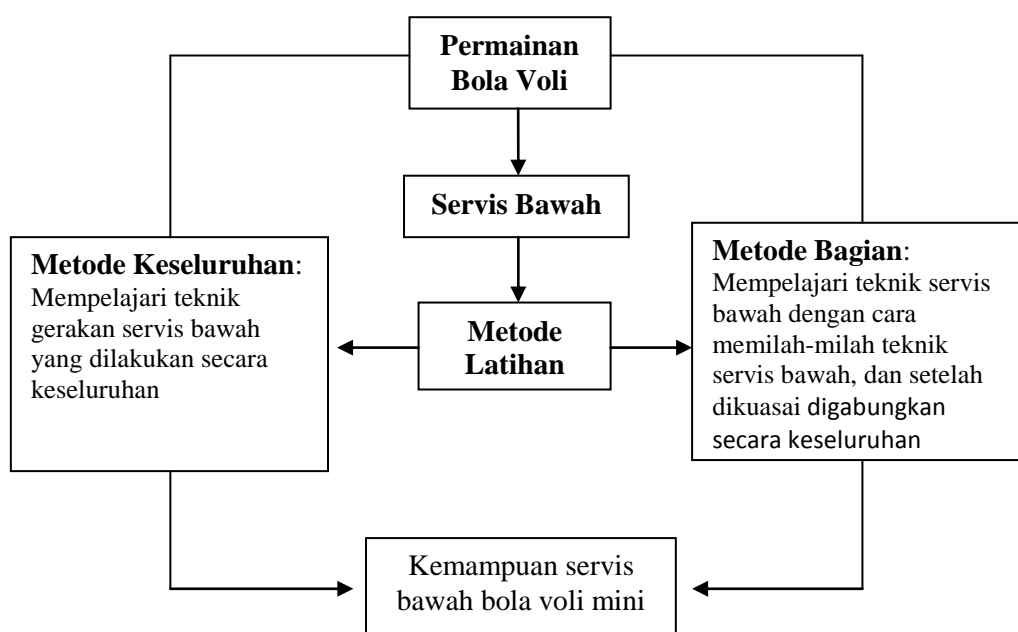 Permainan
Bola Voli
Servis Bawah
Metode Keseluruhan:
Mempelajari teknik
gerakan servis bawah
yang dilakukan secara
keseluruhan
Metode
Latihan
Metode Bagian:
Mempelajari teknik servis
bawah dengan cara
memilah-milah teknik
servis bawah, dan setelah
dikuasai digabungkan
secara keseluruhan
Kemampuan servis
bawah bola voli mini